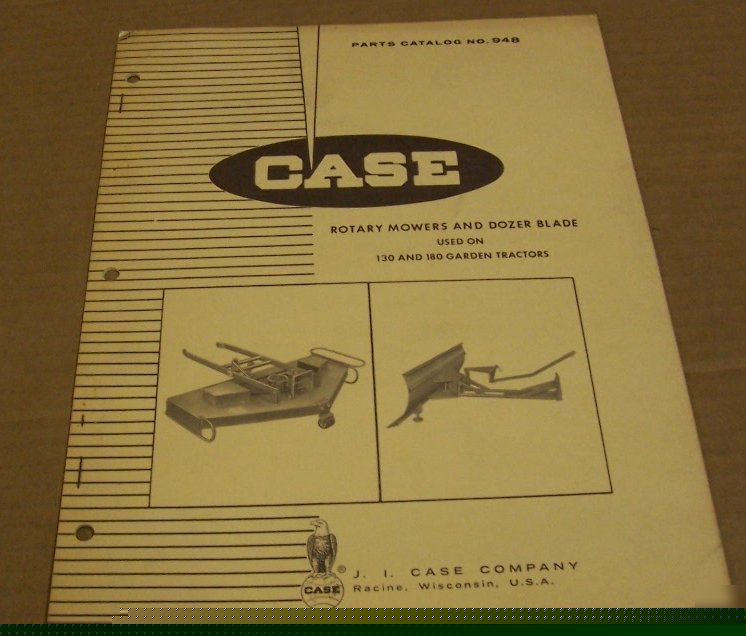 PARTS CATALOG NO. 948
CASE
ROTARY MOWERS AND DOZER BLADE
USED ON
130 AND 180 GARDEN TRACTORS
®
CASE
J. I. CASE COMPANY
Racine, Wisconsin, U.S.A.